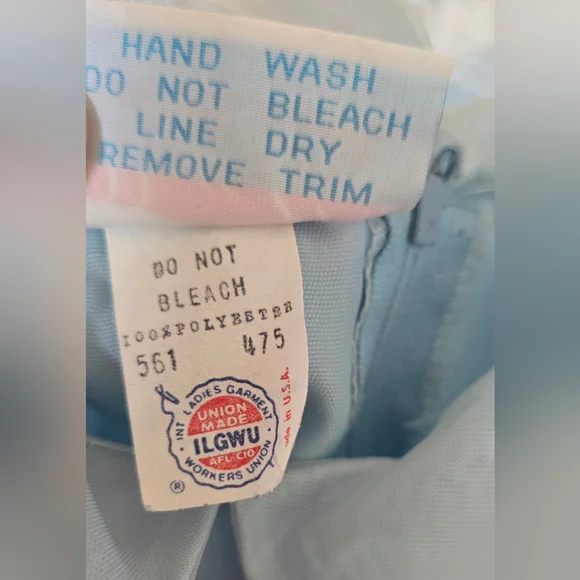 HAND WASH
DO NOT BLEACH
LINE DRY
REMOVE TRIM
DO NOT
BLEACH
100%POLYESTER
561 475
INT LADIES GARMENT
WORKERS UNION
UNION
MADE
ILGWU
AFL CIO
®
Made in U.S.A.